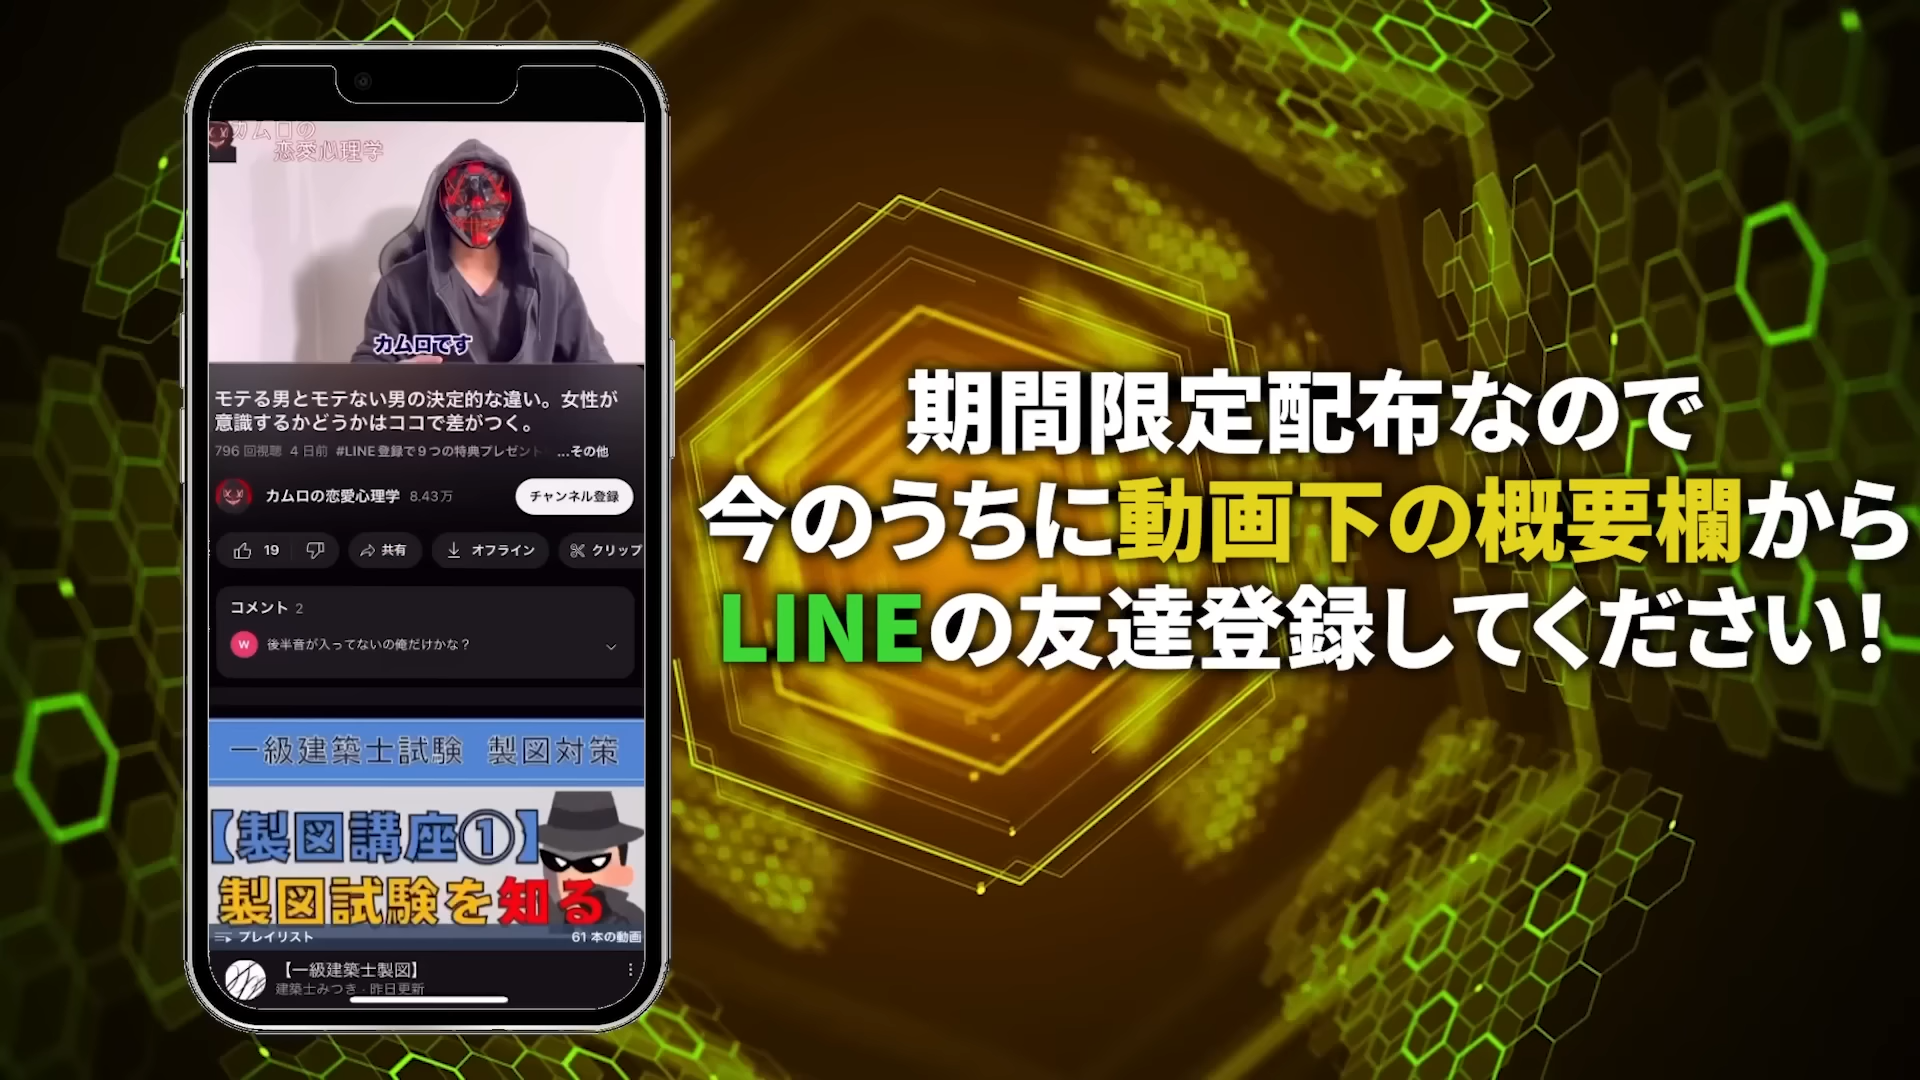 カムロの
恋愛心理学
カムロです
モテる男とモテない男の決定的な違い。女性が
意識するかどうかはココで差がつく。
796 回視聴 4 日前 #LINE登録で9つの特典プレゼント ...その他
カムロの恋愛心理学 8.43万 チャンネル登録
19 共有 オフライン クリップ
コメント 2
W 後半音が入ってないの俺だけかな？
一級建築士試験 製図対策
【製図講座①】
製図試験を知る
プレイリスト 61 本の動画
【一級建築士製図】
建築士みつき・昨日更新
期間限定配布なので
今のうちに動画下の概要欄から
LINEの友達登録してください！